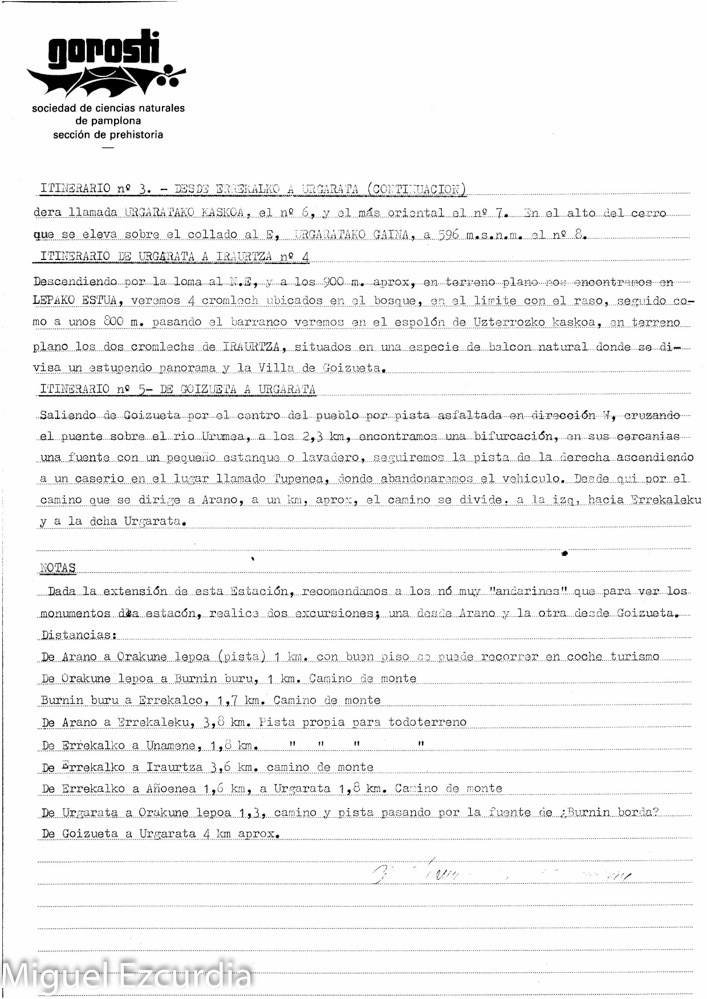 gorosti
sociedad de ciencias naturales
de pamplona
sección de prehistoria
ITINERARIO nº 3. - DESDE ERREKALKO A URGARATA (CONTINUACION)
dera llamada URGARATAKO KASKOA, el nº 6, y el más oriental el nº 7. En el alto del cerro
que se eleva sobre el collado al E, URGARATAKO GAINA, a 596 m.s.n.m. el nº 8.
ITINERARIO DE URGARATA A IRAURTZA nº 4
Descendiendo por la loma al N.E, y a los 900 m. aprox, en terreno plano nos encontramos en
LEPAKO ESTUA, veremos 4 cromlech ubicados en el bosque, en el limite con el raso, seguido co-
mo a unos 800 m. pasando el barranco veremos en el espolón de Uzterrozko kaskoa, en terreno
plano los dos cromlechs de IRAURTZA, situados en una especie de balcon natural donde se di-
visa un estupendo panorama y la Villa de Goizueta.
ITINERARIO nº 5- DE GOIZUETA A URGARATA
Saliendo de Goizueta por el centro del pueblo por pista asfaltada en dirección W, cruzando
el puente sobre el rio Urumea, a los 2,3 km, encontramos una bifurcación, en sus cercanias
una fuente con un pequeño estanque o lavadero, seguiremos la pista de la derecha ascendiendo
a un caserio en el lugar llamado Tupenea, donde abandonaremos el vehiculo. Desde qui por el
camino que se dirige a Arano, a un km, aprox, el camino se divide. a la izq, hacia Errekaleku
y a la dcha Urgarata.
NOTAS
Dada la extensión de esta Estación, recomendamos a los nó muy "andarines" que para ver los
monumentos dea estacón, realice dos excursiones; una desde Arano y la otra desde Goizueta.
Distancias:
De Arano a Orakune lepoa (pista) 1 km. con buen piso se puede recorrer en coche turismo
De Orakune lepoa a Burnin buru, 1 km. Camino de monte
Burnin buru a Errekalco, 1,7 km. Camino de monte
De Arano a Errekaleku, 3,8 km. Pista propia para todoterreno
De Errekalko a Unamene, 1,8 km. " " " "
De Errekalko a Iraurtza 3,6 km. camino de monte
De Errekalko a Añoenea 1,6 km, a Urgarata 1,8 km. Camino de monte
De Urgarata a Orakune lepoa 1,3, camino y pista pasando por la fuente de ¿Burnin borda?
De Goizueta a Urgarata 4 km aprox.
Miguel Ezcurdia